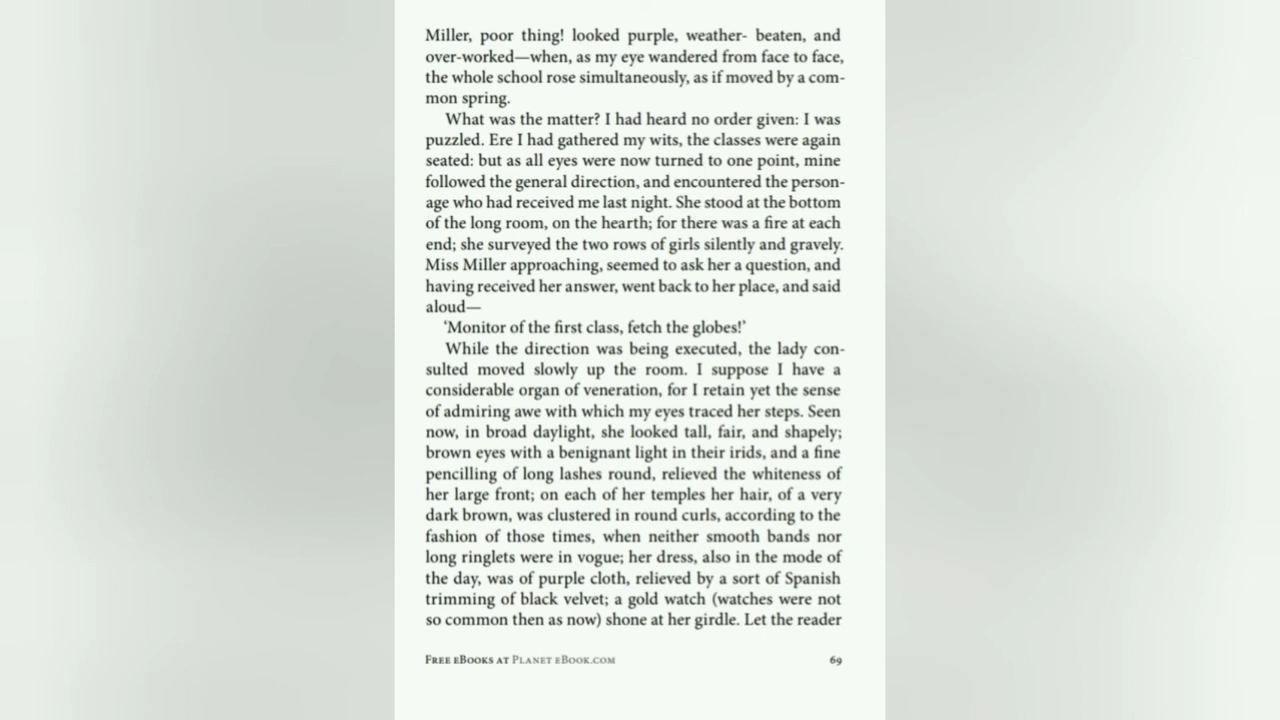 Miller, poor thing! looked purple, weather- beaten, and
over-worked—when, as my eye wandered from face to face,
the whole school rose simultaneously, as if moved by a com-
mon spring.
What was the matter? I had heard no order given: I was
puzzled. Ere I had gathered my wits, the classes were again
seated: but as all eyes were now turned to one point, mine
followed the general direction, and encountered the person-
age who had received me last night. She stood at the bottom
of the long room, on the hearth; for there was a fire at each
end; she surveyed the two rows of girls silently and gravely.
Miss Miller approaching, seemed to ask her a question, and
having received her answer, went back to her place, and said
aloud—
‘Monitor of the first class, fetch the globes!’
While the direction was being executed, the lady con-
sulted moved slowly up the room. I suppose I have a
considerable organ of veneration, for I retain yet the sense
of admiring awe with which my eyes traced her steps. Seen
now, in broad daylight, she looked tall, fair, and shapely;
brown eyes with a benignant light in their irids, and a fine
pencilling of long lashes round, relieved the whiteness of
her large front; on each of her temples her hair, of a very
dark brown, was clustered in round curls, according to the
fashion of those times, when neither smooth bands nor
long ringlets were in vogue; her dress, also in the mode of
the day, was of purple cloth, relieved by a sort of Spanish
trimming of black velvet; a gold watch (watches were not
so common then as now) shone at her girdle. Let the reader
Free eBooks at Planet eBook.com 69